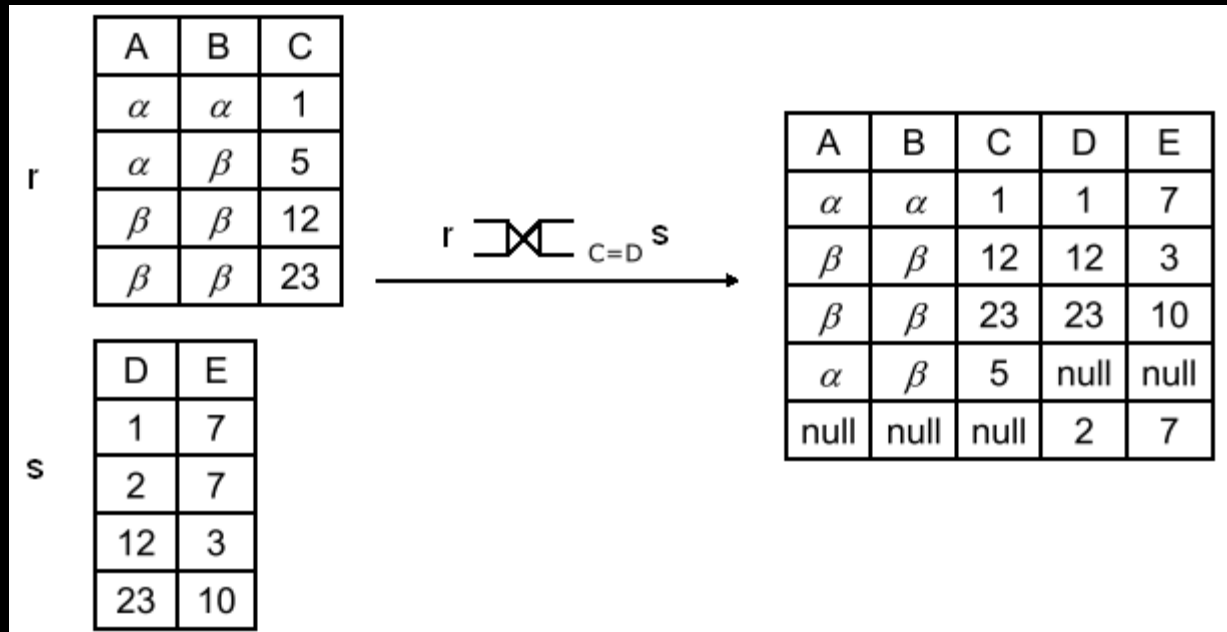 r
A B C
α α 1
α β 5
β β 12
β β 23
s
D E
1 7
2 7
12 3
23 10
r ⟗ C=D s
A B C D E
α α 1 1 7
β β 12 12 3
β β 23 23 10
α β 5 null null
null null null 2 7